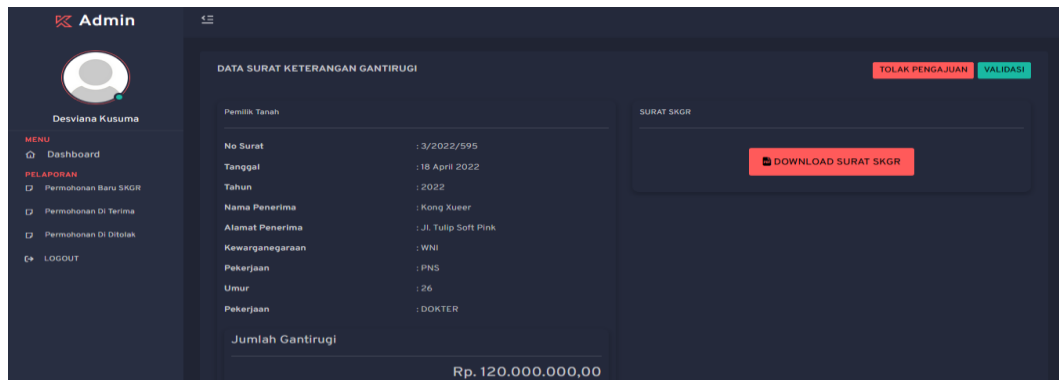 Admin
Desviana Kusuma
MENU
Dashboard
PELAPORAN
Permohonan Baru SKGR
Permohonan Di Terima
Permohonan Di Ditolak
LOGOUT
DATA SURAT KETERANGAN GANTIRUGI
TOLAK PENGAJUAN VALIDASI
Pemilik Tanah
No Surat : 3/2022/595
Tanggal : 18 April 2022
Tahun : 2022
Nama Penerima : Kong Xueer
Alamat Penerima : Jl. Tulip Soft Pink
Kewarganegaraan : WNI
Pekerjaan : PNS
Umur : 26
Pekerjaan : DOKTER
Jumlah Gantirugi
Rp. 120.000.000,00
SURAT SKGR
DOWNLOAD SURAT SKGR